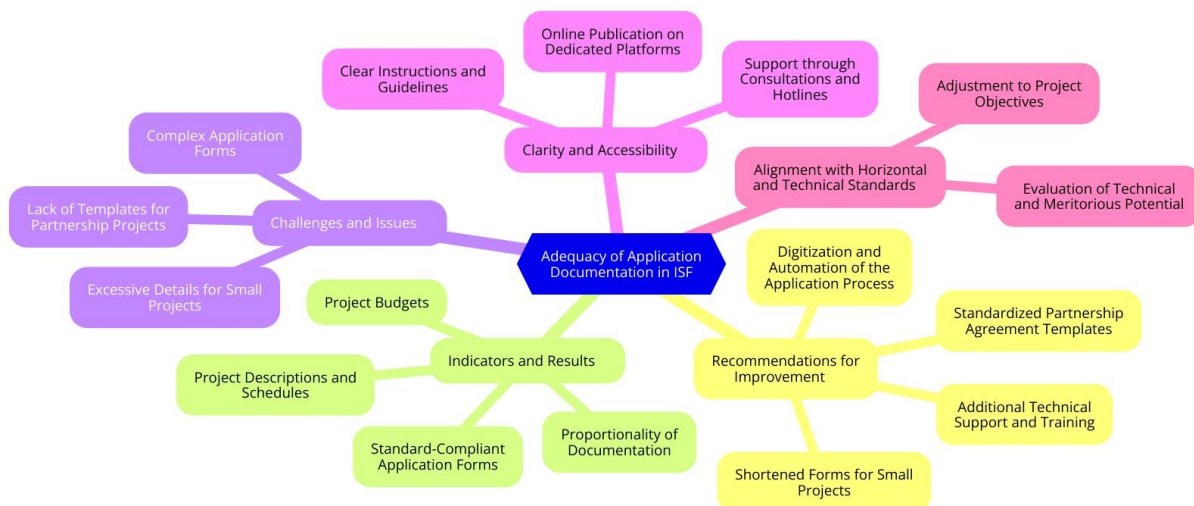 Online Publication on
Dedicated Platforms
Clear Instructions and
Guidelines
Support through
Consultations and
Hotlines
Clarity and Accessibility
Adjustment to Project
Objectives
Alignment with Horizontal
and Technical Standards
Evaluation of Technical
and Meritorious Potential
Complex Application
Forms
Lack of Templates for
Partnership Projects
Excessive Details for Small
Projects
Challenges and Issues
Adequacy of Application
Documentation in ISF
Project Budgets
Indicators and Results
Project Descriptions and
Schedules
Standard-Compliant
Application Forms
Proportionality of
Documentation
Digitization and
Automation of the
Application Process
Standardized Partnership
Agreement Templates
Recommendations for
Improvement
Additional Technical
Support and Training
Shortened Forms for Small
Projects